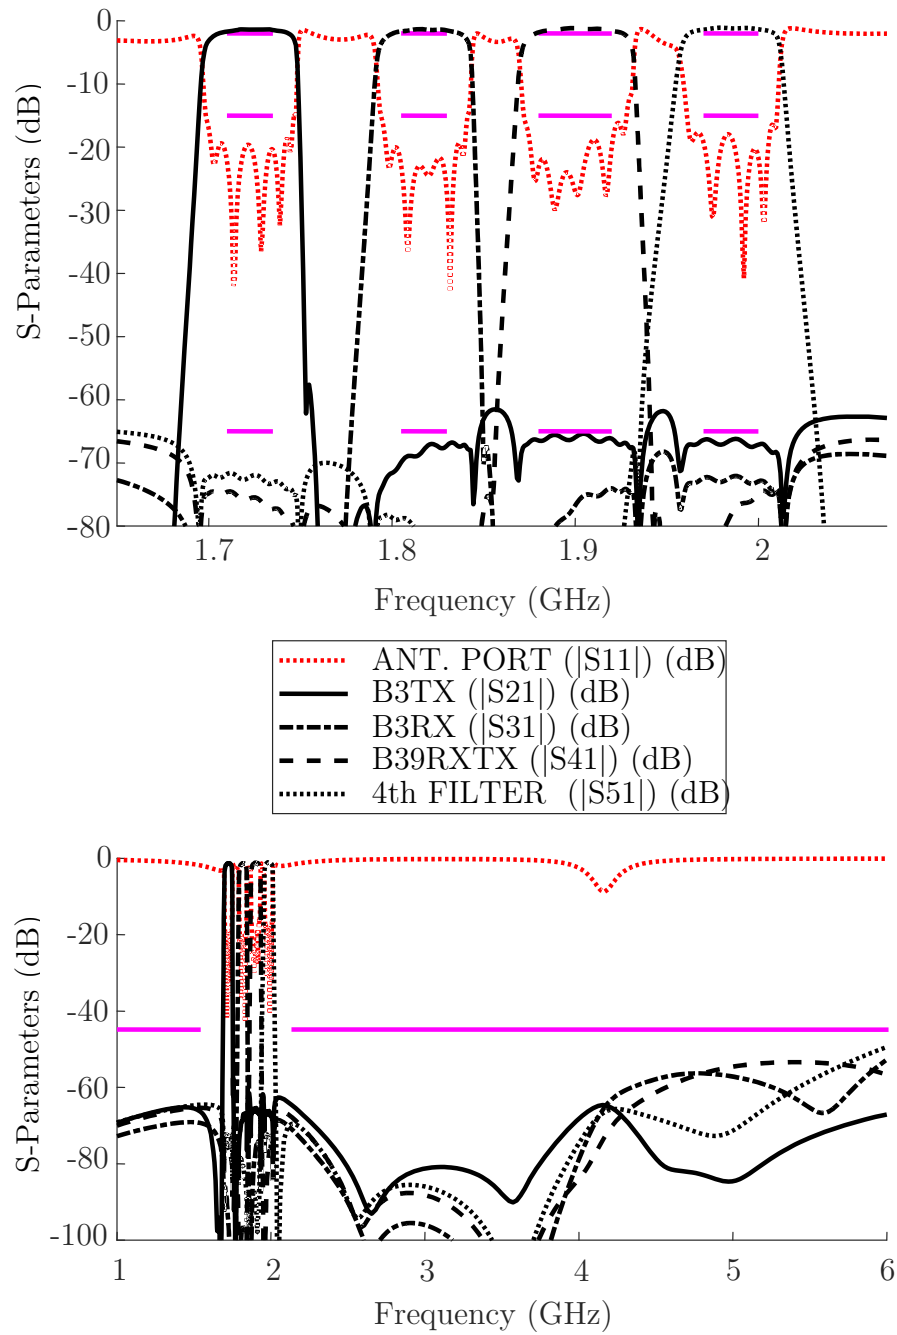 0
-10
-20
-30
-40
-50
-60
-70
-80
S-Parameters (dB)
1.7
1.8
1.9
2
Frequency (GHz)
ANT. PORT (|S11|) (dB)
B3TX (|S21|) (dB)
B3RX (|S31|) (dB)
B39RXTX (|S41|) (dB)
4th FILTER (|S51|) (dB)
0
-20
-40
-60
-80
-100
S-Parameters (dB)
1
2
3
4
5
6
Frequency (GHz)